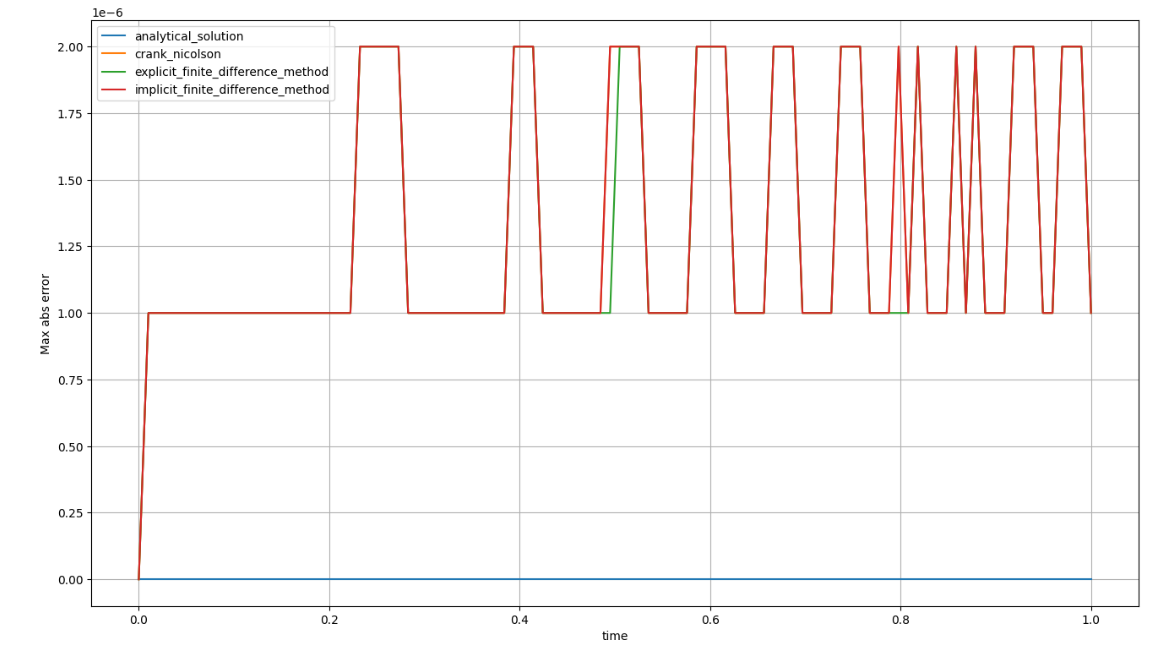 1e−6
2.00
1.75
1.50
1.25
1.00
0.75
0.50
0.25
0.00
Max abs error
analytical_solution
crank_nicolson
explicit_finite_difference_method
implicit_finite_difference_method
0.0 0.2 0.4 0.6 0.8 1.0
time